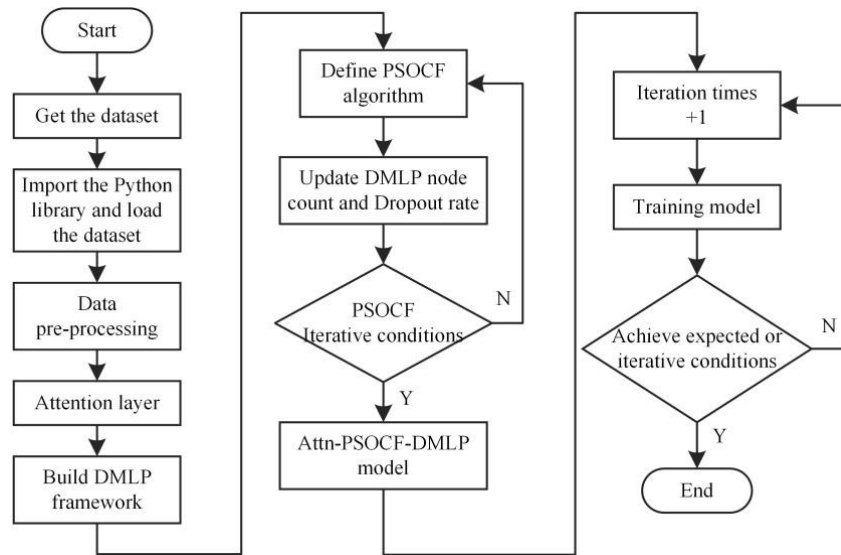 Start
Get the dataset
Import the Python
library and load
the dataset
Data
pre-processing
Attention layer
Build DMLP
framework
Define PSOCF
algorithm
Update DMLP node
count and Dropout rate
PSOCF
Iterative conditions
N
Y
Attn-PSOCF-DMLP
model
Iteration times
+1
Training model
Achieve expected or
iterative conditions
N
Y
End